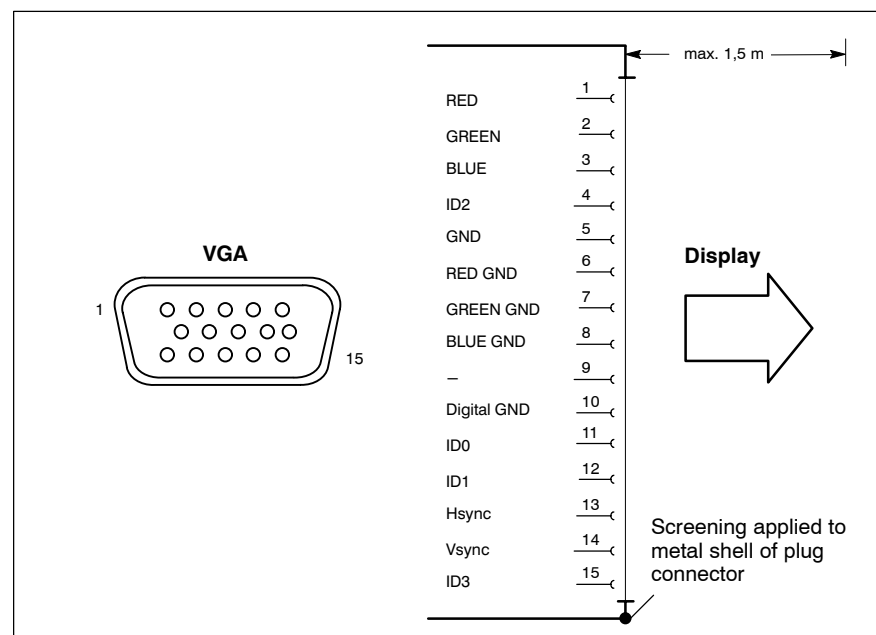 max. 1,5 m
RED 1
GREEN 2
BLUE 3
ID2 4
GND 5
RED GND 6
GREEN GND 7
BLUE GND 8
– 9
Digital GND 10
ID0 11
ID1 12
Hsync 13
Vsync 14
ID3 15
VGA
1
15
Display
Screening applied to
metal shell of plug
connector